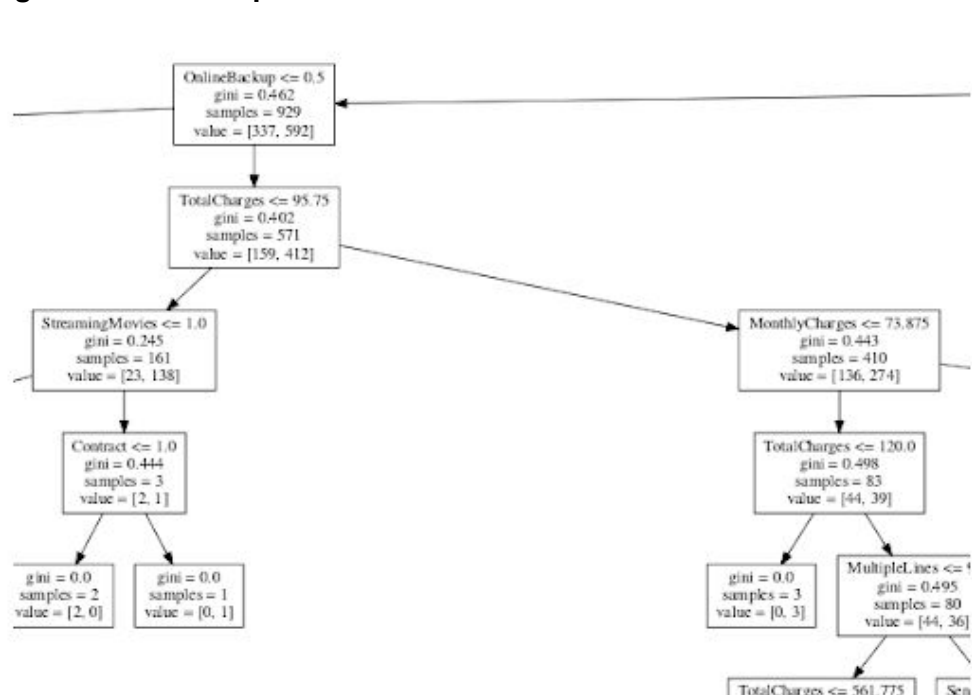 OnlineBackup <= 0.5
gini = 0.462
samples = 929
value = [337, 592]
TotalCharges <= 95.75
gini = 0.402
samples = 571
value = [159, 412]
StreamingMovies <= 1.0
gini = 0.245
samples = 161
value = [23, 138]
MonthlyCharges <= 73.875
gini = 0.443
samples = 410
value = [136, 274]
Contract <= 1.0
gini = 0.444
samples = 3
value = [2, 1]
TotalCharges <= 120.0
gini = 0.498
samples = 83
value = [44, 39]
gini = 0.0
samples = 2
value = [2, 0]
gini = 0.0
samples = 1
value = [0, 1]
gini = 0.0
samples = 3
value = [0, 3]
MultipleLines <=
gini = 0.495
samples = 80
value = [44, 36]
TotalCharges <= 561.775